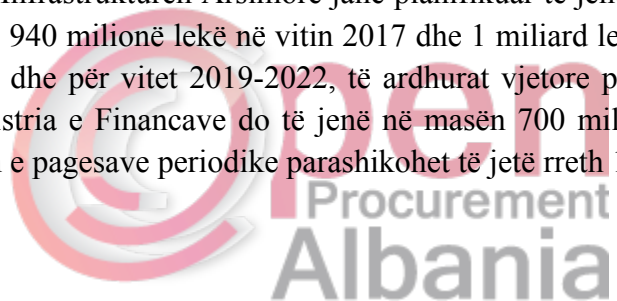 Infrastrukturën Arsimore janë planifikuar të jen
940 milionë lekë në vitin 2017 dhe 1 miliard le
dhe për vitet 2019-2022, të ardhurat vjetore p
stria e Financave do të jenë në masën 700 mil
e pagesave periodike parashikohet të jetë rreth
Open
Procurement
Albania